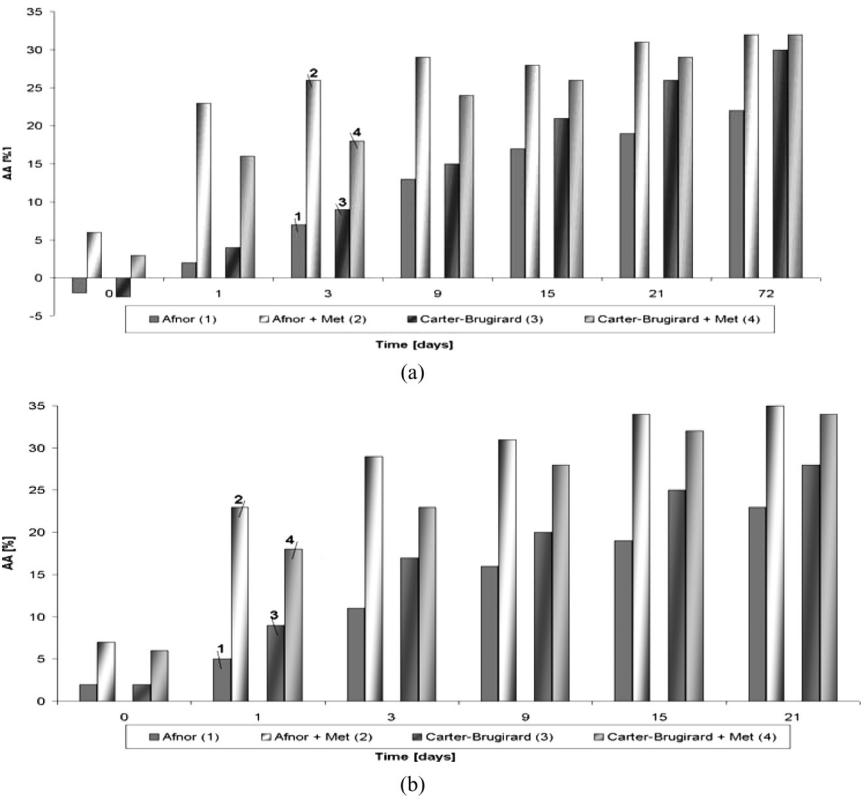 35
30
25
20
15
10
5
0
-5
AA [%]
2
4
1
3
0 1 3 9 15 21 72
Afnor (1) Afnor + Met (2) Carter-Brugirard (3) Carter-Brugirard + Met (4)
Time [days]
(a)
35
30
25
20
15
10
5
0
AA [%]
2
4
3
1
0 1 3 9 15 21
Afnor (1) Afnor + Met (2) Carter-Brugirard (3) Carter-Brugirard + Met (4)
Time [days]
(b)